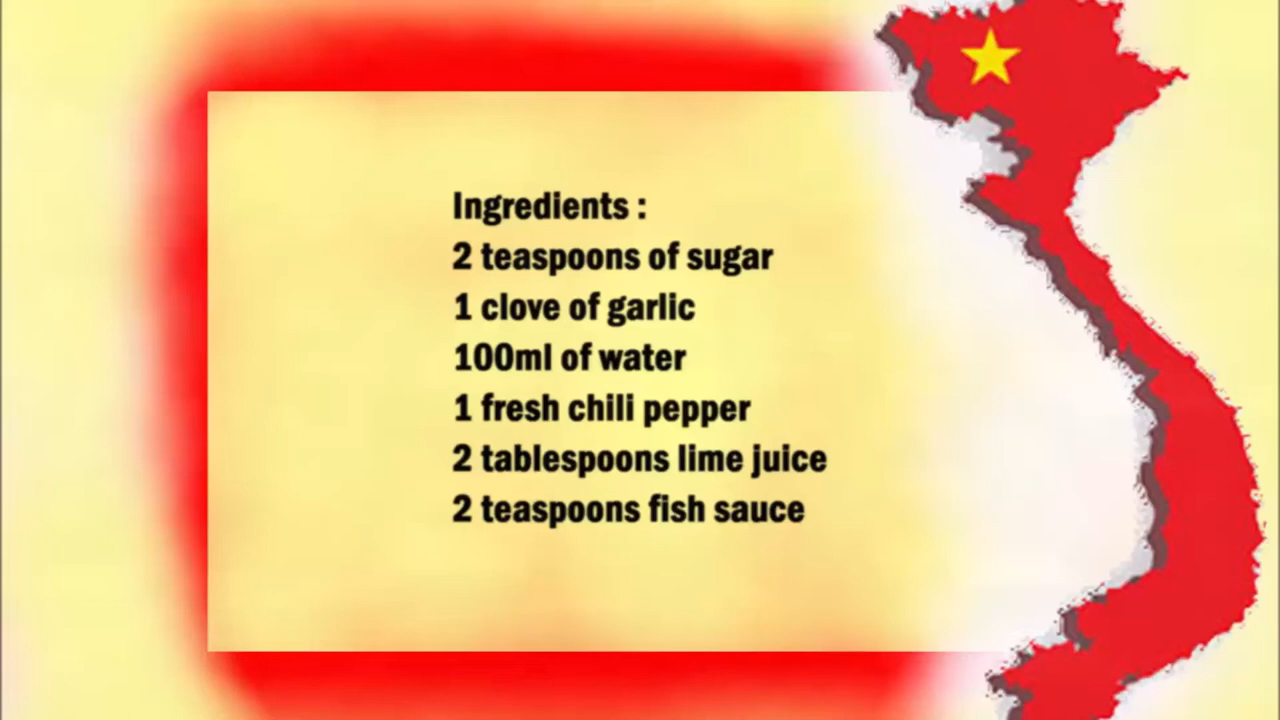 Ingredients :
2 teaspoons of sugar
1 clove of garlic
100ml of water
1 fresh chili pepper
2 tablespoons lime juice
2 teaspoons fish sauce